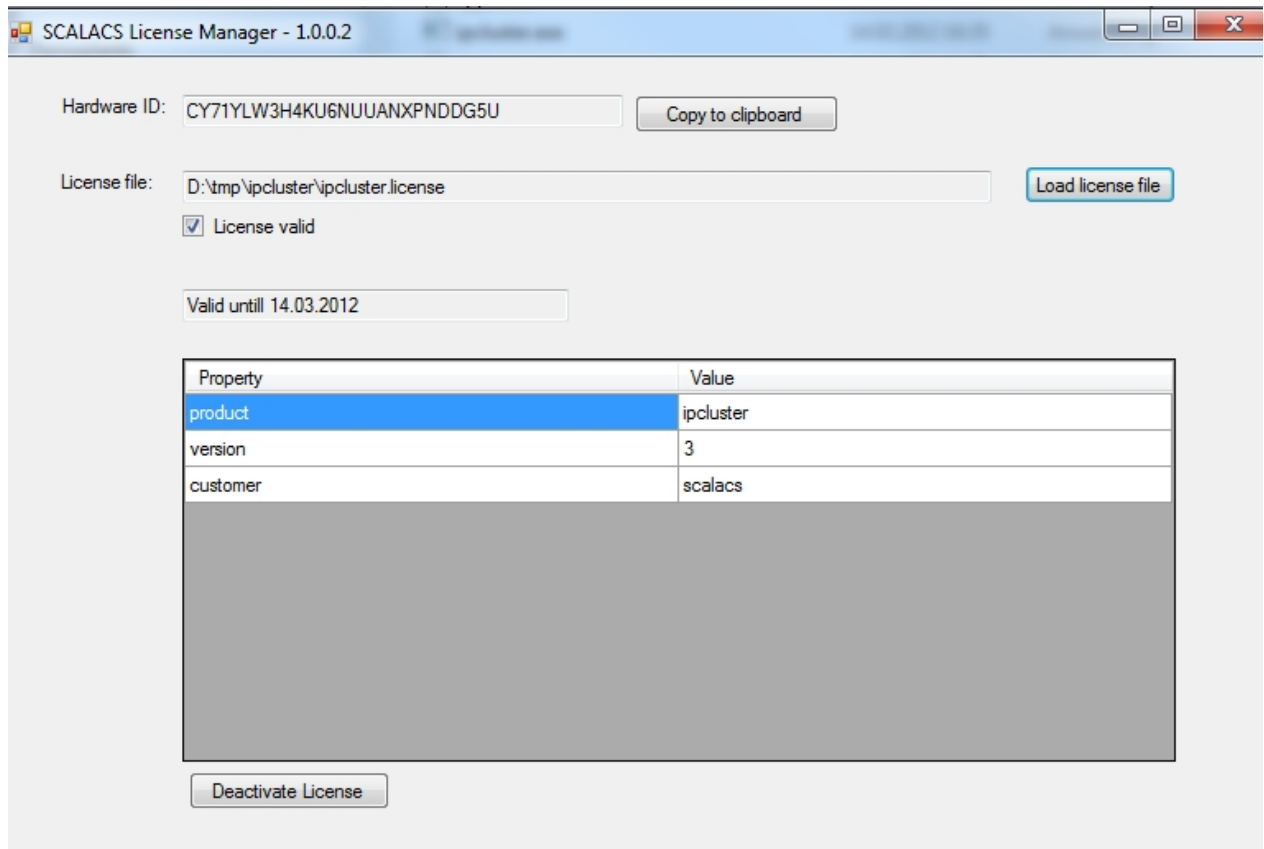 SCALACS License Manager - 1.0.0.2
Hardware ID: CY71YLW3H4KU6NUUANXPNDDG5U Copy to clipboard
License file: D:\tmp\ipcluster\ipcluster.license Load license file
License valid
Valid untill 14.03.2012
Property Value
product ipcluster
version 3
customer scalacs
Deactivate License